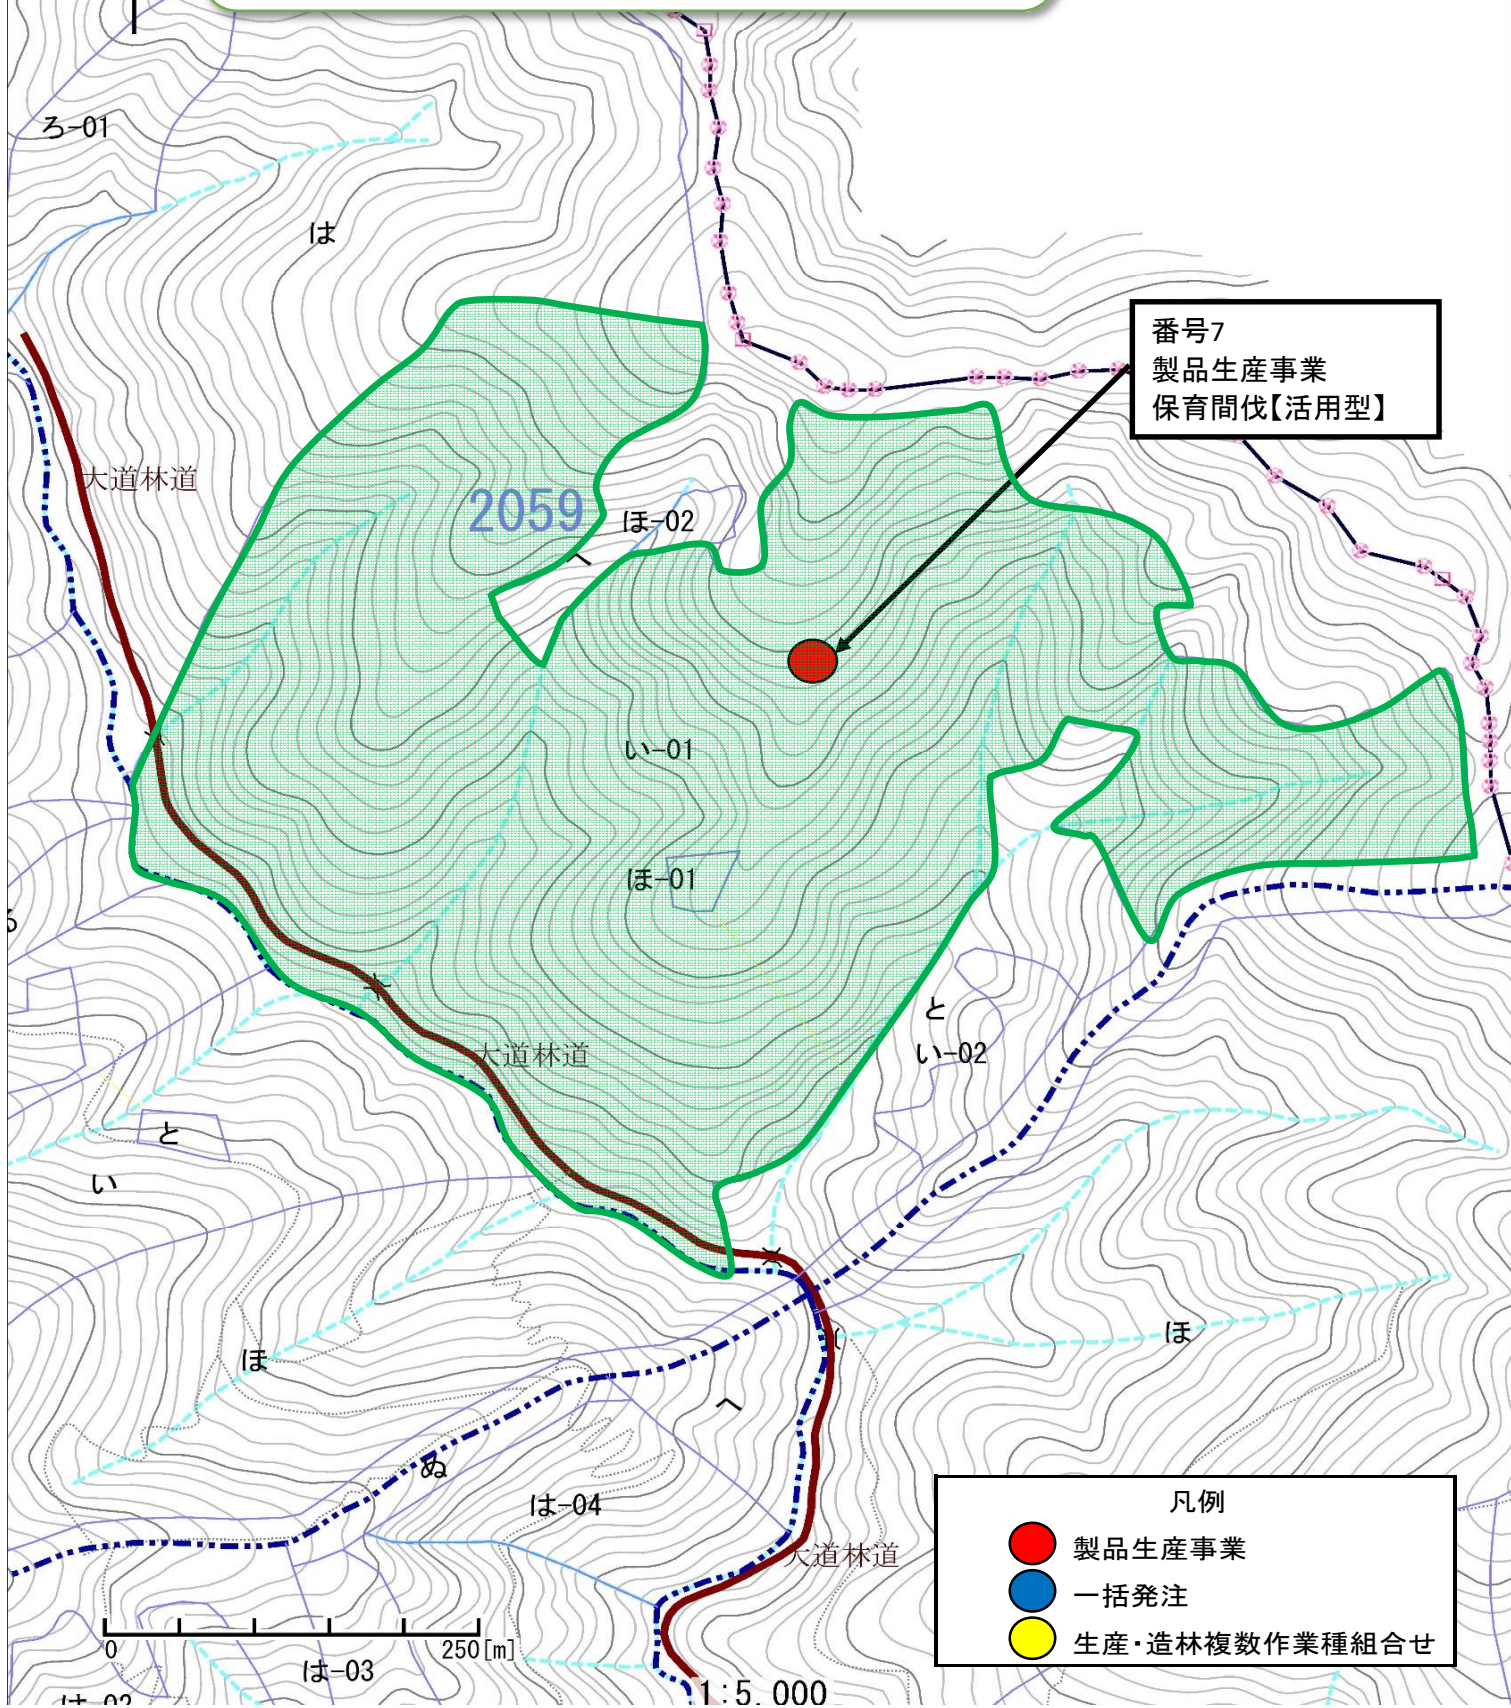 ろ-01
は
番号7
製品生産事業
保育間伐【活用型】
大道林道
2059
ほ-02
へ
い-01
ほ-01
と
い-02
大道林道
と
い
ほ
ほ
へ
ぬ
は-04
大道林道
凡例
製品生産事業
一括発注
生産・造林複数作業種組合せ
0
250[m]
は-03
1:5,000